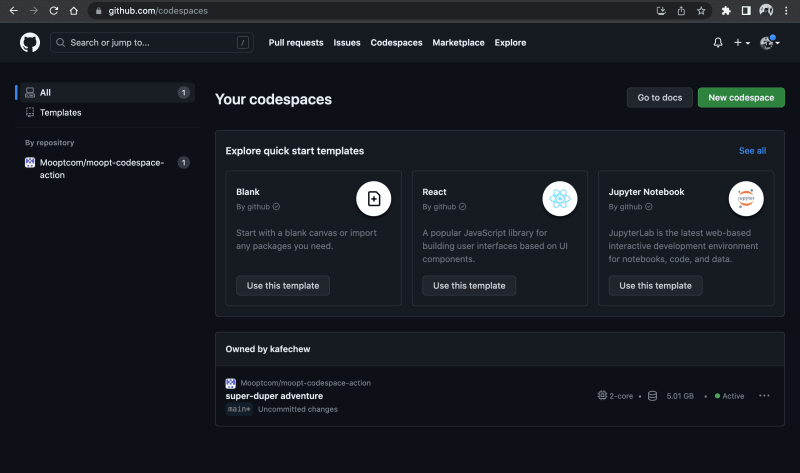 github.com/codespaces
Search or jump to...
/
Pull requests
Issues
Codespaces
Marketplace
Explore
All
1
Templates
By repository
Mooptcom/moopt-codespace-
action
1
Your codespaces
Go to docs
New codespace
Explore quick start templates
See all
Blank
By github
Start with a blank canvas or import
any packages you need.
Use this template
React
By github
A popular JavaScript library for
building user interfaces based on UI
components.
Use this template
Jupyter Notebook
By github
jupyter
JupyterLab is the latest web-based
interactive development environment
for notebooks, code, and data.
Use this template
Owned by kafechew
Mooptcom/moopt-codespace-action
super-duper adventure
main* Uncommitted changes
2-core • 5.01 GB • Active